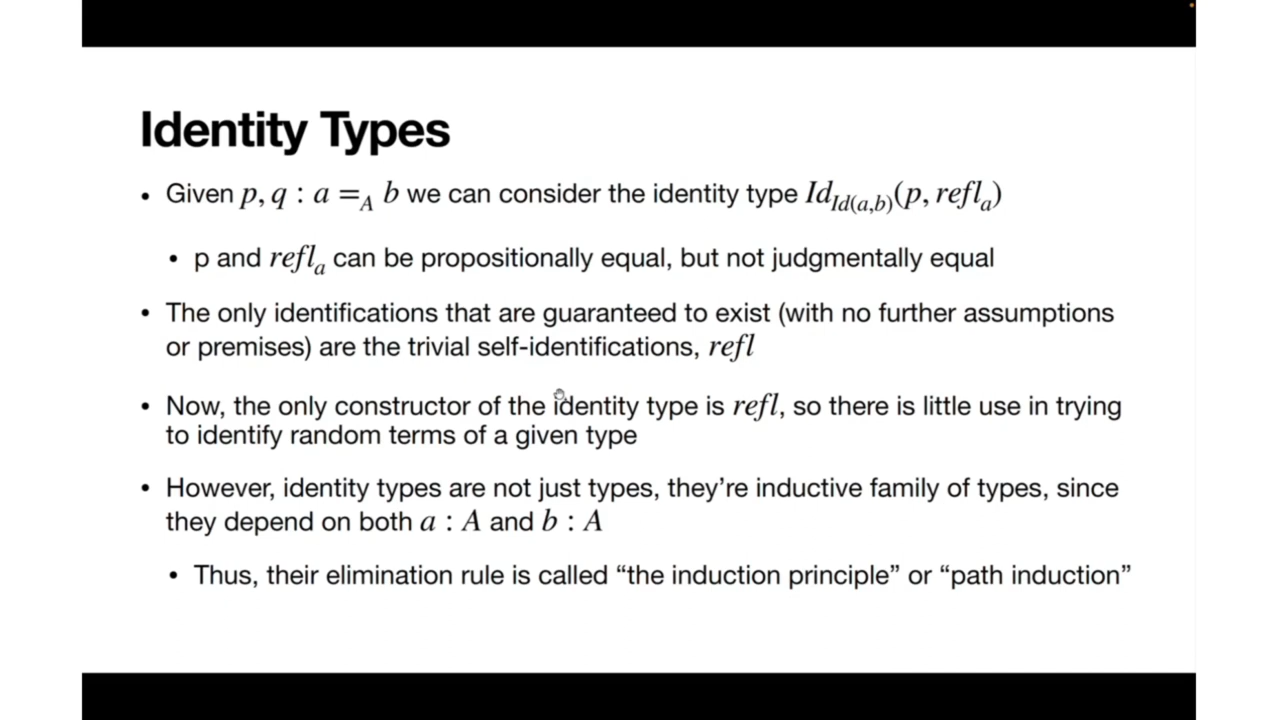 Identity Types
• Given p, q : a =_A b we can consider the identity type Id_{Id(a,b)}(p, refl_a)
• p and refl_a can be propositionally equal, but not judgmentally equal
• The only identifications that are guaranteed to exist (with no further assumptions
or premises) are the trivial self-identifications, refl
• Now, the only constructor of the identity type is refl, so there is little use in trying
to identify random terms of a given type
• However, identity types are not just types, they’re inductive family of types, since
they depend on both a : A and b : A
• Thus, their elimination rule is called “the induction principle” or “path induction”